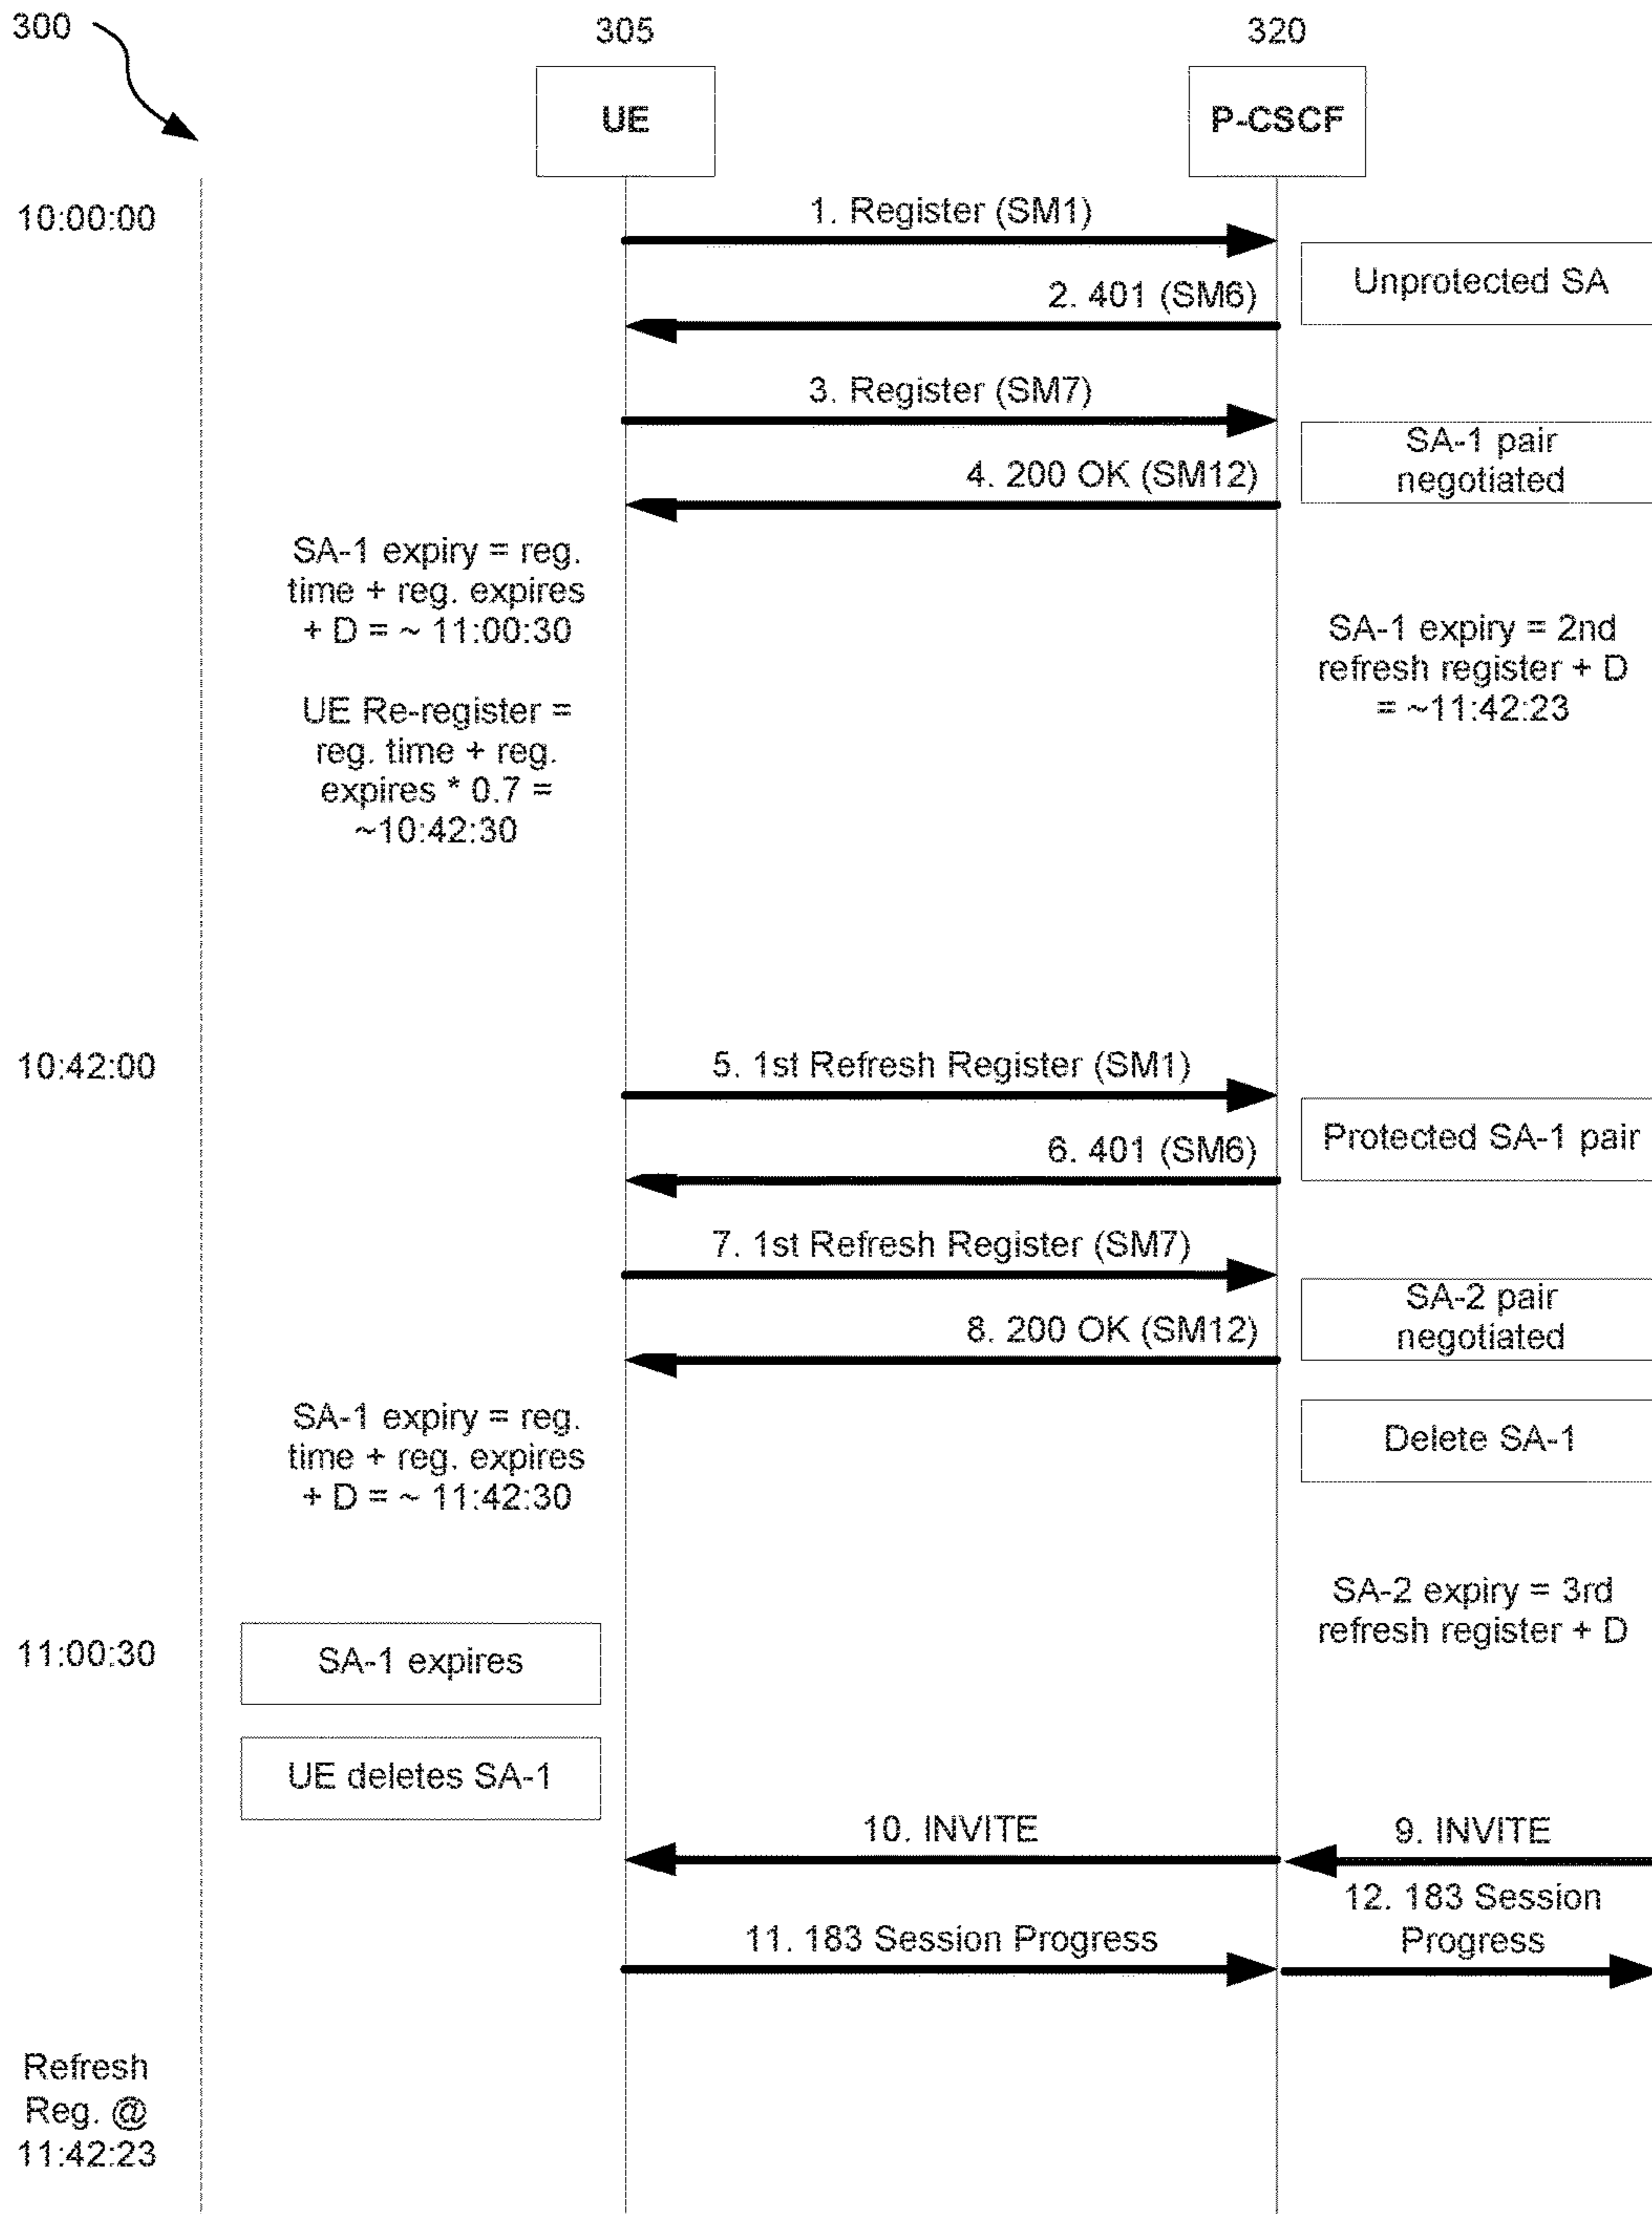 300
305
320
UE
P-CSCF
10:00:00
1. Register (SM1)
Unprotected SA
2. 401 (SM6)
3. Register (SM7)
SA-1 pair
negotiated
4. 200 OK (SM12)
SA-1 expiry = reg.
time + reg. expires
+ D = ~ 11:00:30
SA-1 expiry = 2nd
refresh register + D
= ~11:42:23
UE Re-register =
reg. time + reg.
expires * 0.7 =
~10:42:30
10:42:00
5. 1st Refresh Register (SM1)
Protected SA-1 pair
6. 401 (SM6)
7. 1st Refresh Register (SM7)
SA-2 pair
negotiated
8. 200 OK (SM12)
Delete SA-1
SA-1 expiry = reg.
time + reg. expires
+ D = ~ 11:42:30
SA-2 expiry = 3rd
refresh register + D
11:00:30
SA-1 expires
UE deletes SA-1
10. INVITE
9. INVITE
12. 183 Session
Progress
11. 183 Session Progress
Refresh
Reg. @
11:42:23